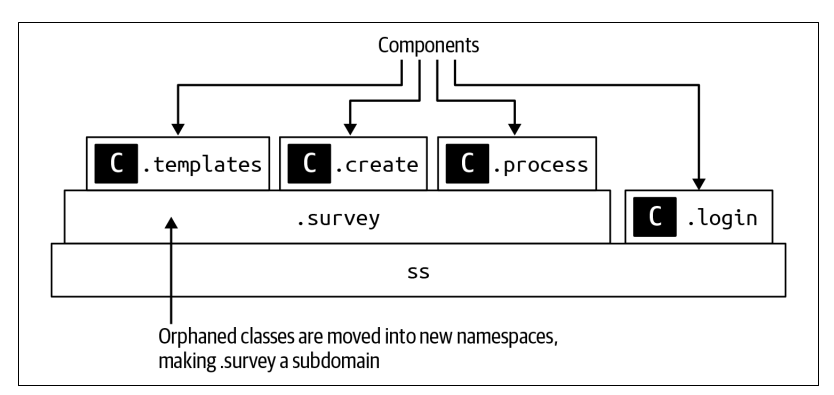 Components
C .templates
C .create
C .process
.survey
C .login
ss
Orphaned classes are moved into new namespaces,
making .survey a subdomain